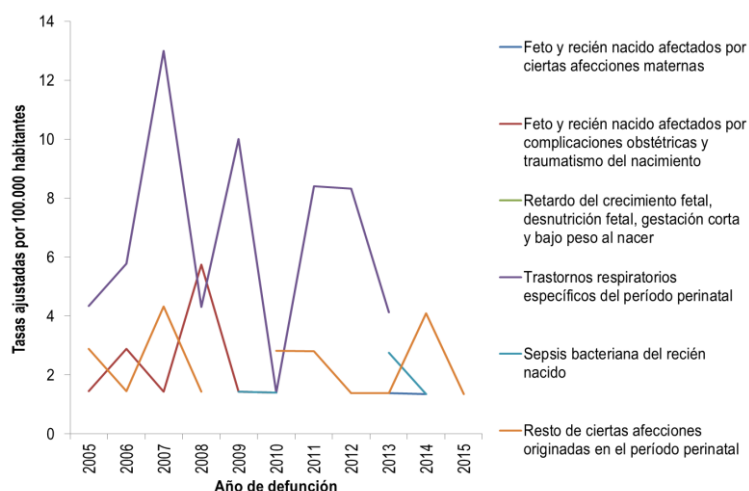 14
12
10
8
6
4
2
0
Tasas ajustadas por 100.000 habitantes
2005
2006
2007
2008
2009
2010
2011
2012
2013
2014
2015
Año de defunción
Feto y recién nacido afectados por
ciertas afecciones maternas
Feto y recién nacido afectados por
complicaciones obstétricas y
traumatismo del nacimiento
Retardo del crecimiento fetal,
desnutrición fetal, gestación corta
y bajo peso al nacer
Trastornos respiratorios
específicos del período perinatal
Sepsis bacteriana del recién
nacido
Resto de ciertas afecciones
originadas en el período perinatal